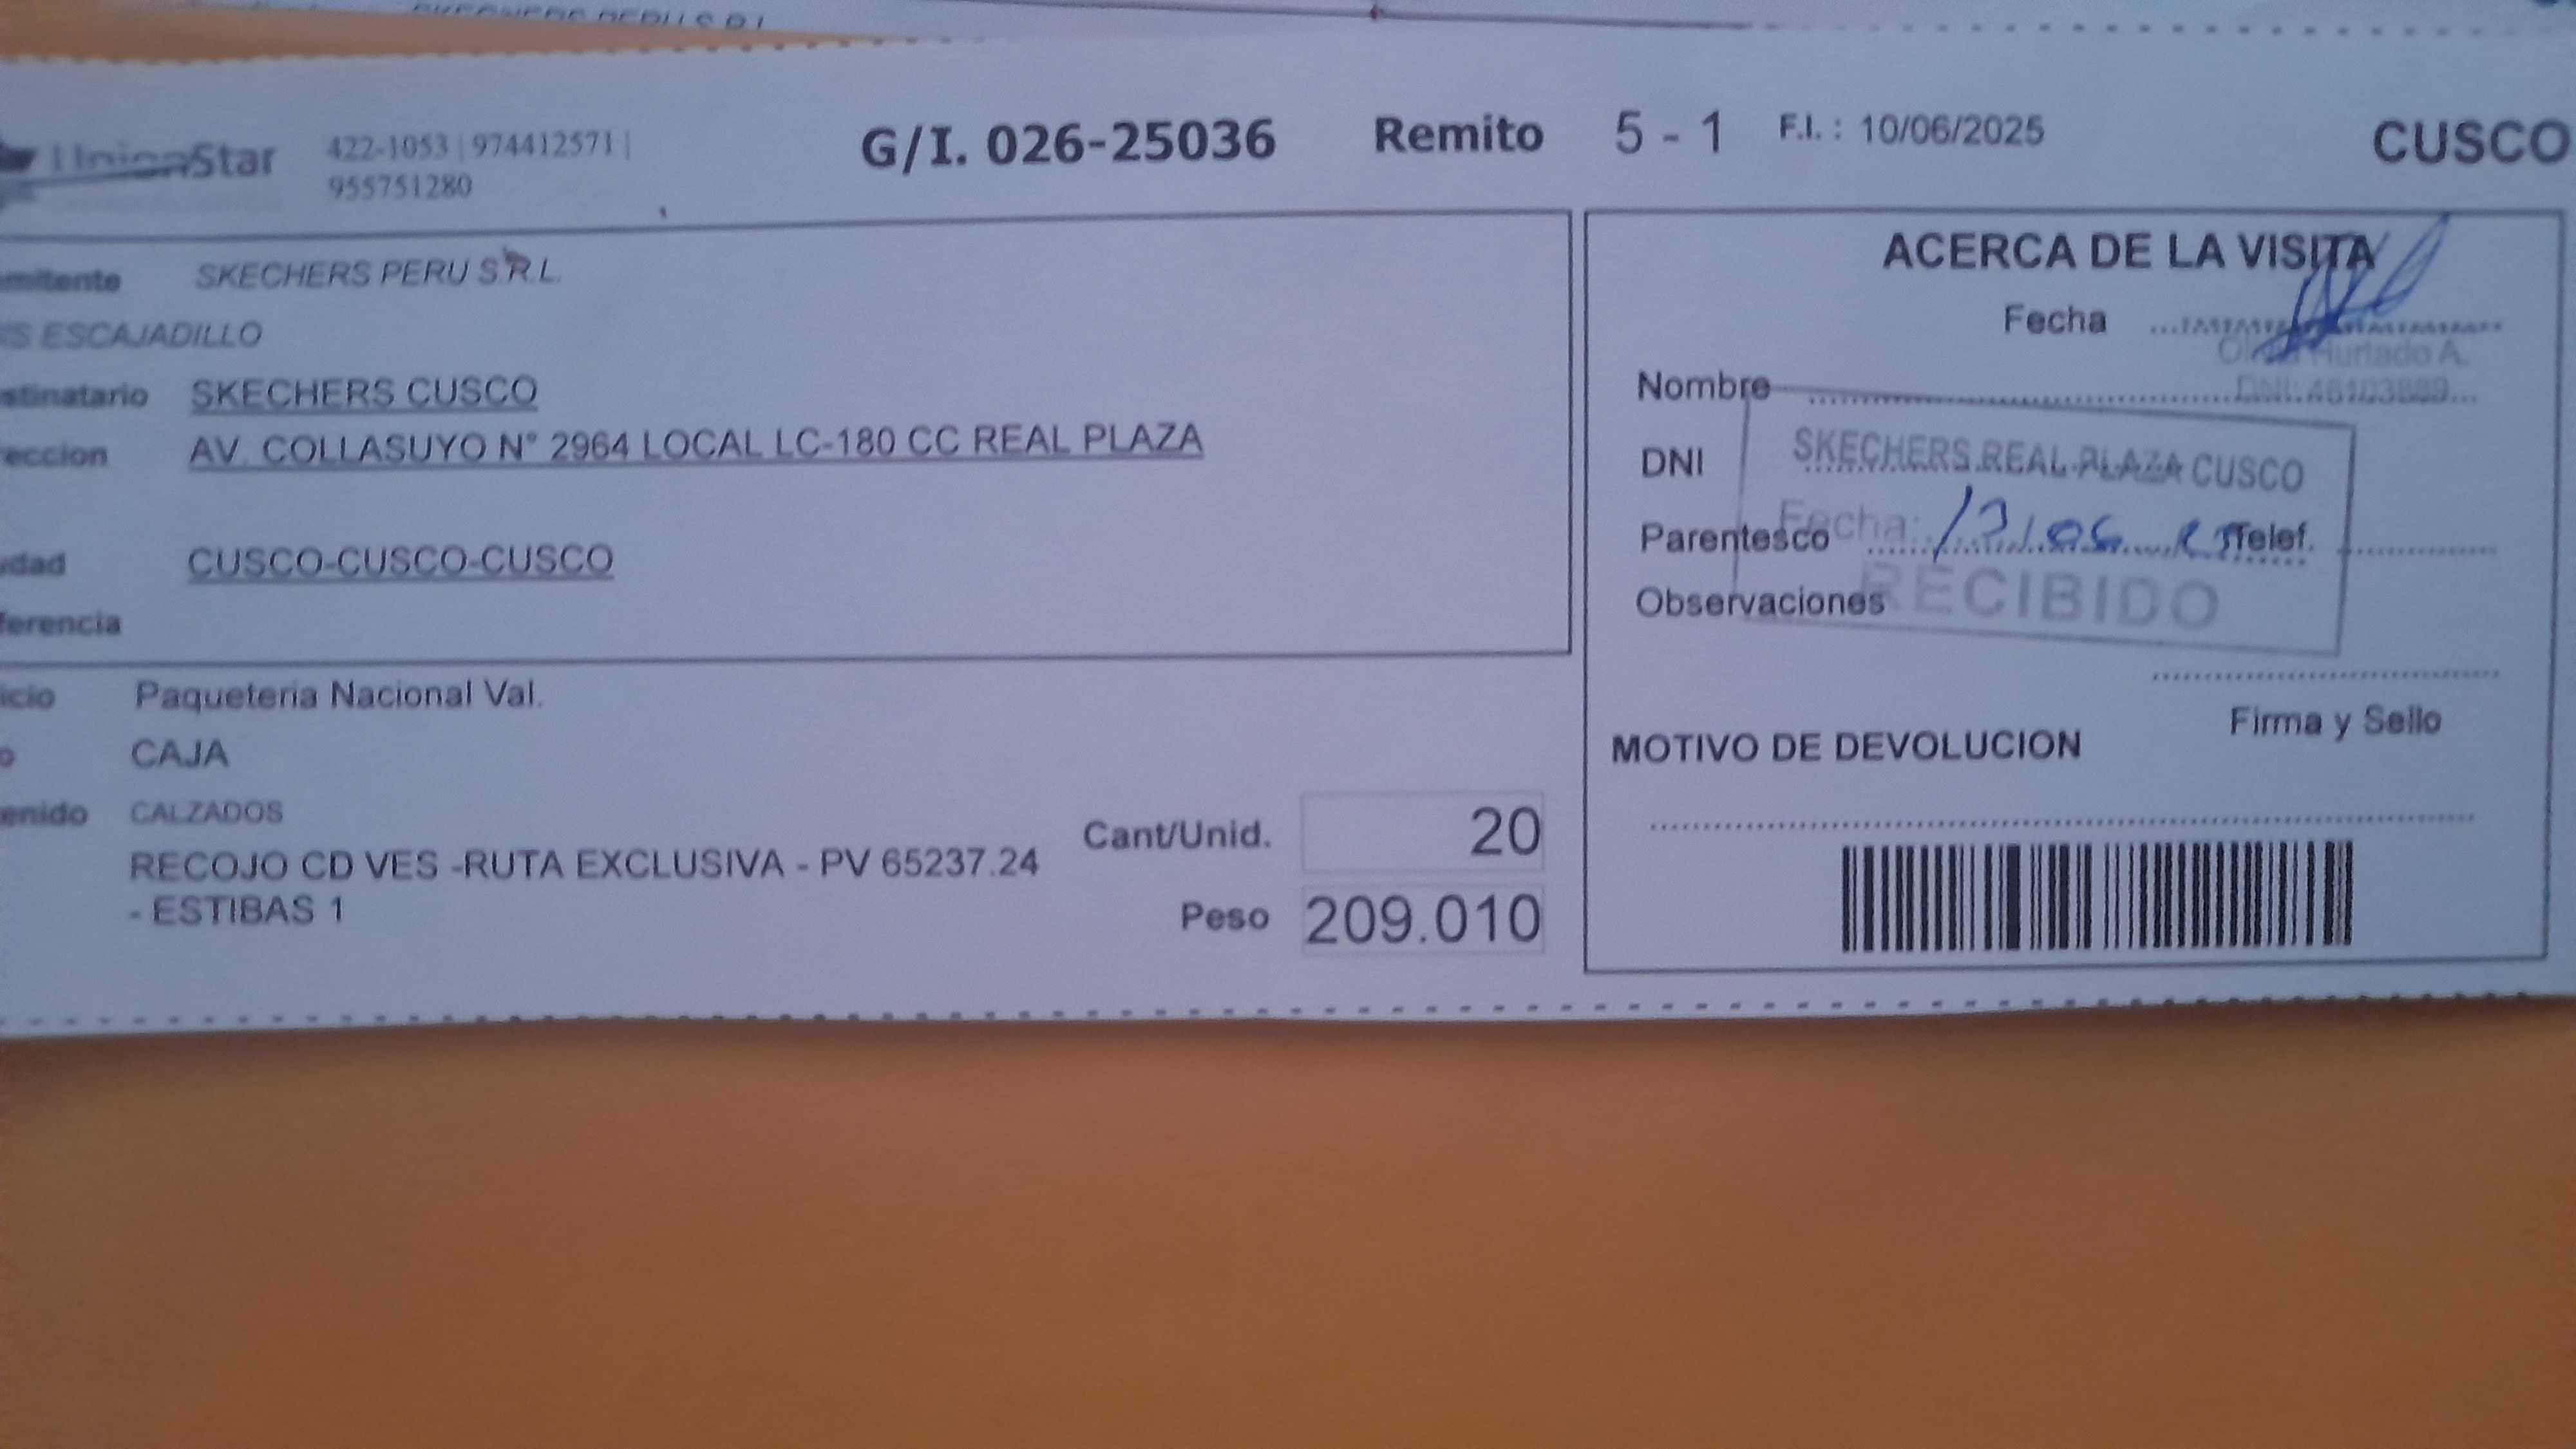 UnionStar 422-1053 | 974412571 |
955751280
G/I. 026-25036 Remito 5 - 1 F.I. : 10/06/2025 CUSCO
mitente SKECHERS PERU S.R.L.
ESCAJADILLO
stinatario SKECHERS CUSCO
eccion AV. COLLASUYO N° 2964 LOCAL LC-180 CC REAL PLAZA
dad CUSCO-CUSCO-CUSCO
ferencia
icio Paqueteria Nacional Val.
o CAJA
enido CALZADOS
RECOJO CD VES -RUTA EXCLUSIVA - PV 65237.24
- ESTIBAS 1
Cant/Unid. 20
Peso 209.010
ACERCA DE LA VISITA
Fecha
Hurtado A.
Nombre
DNI:
DNI
SKECHERS REAL PLAZA CUSCO
Parentesco
Fecha:
Telef.
Observaciones
RECIBIDO
Firma y Sello
MOTIVO DE DEVOLUCION